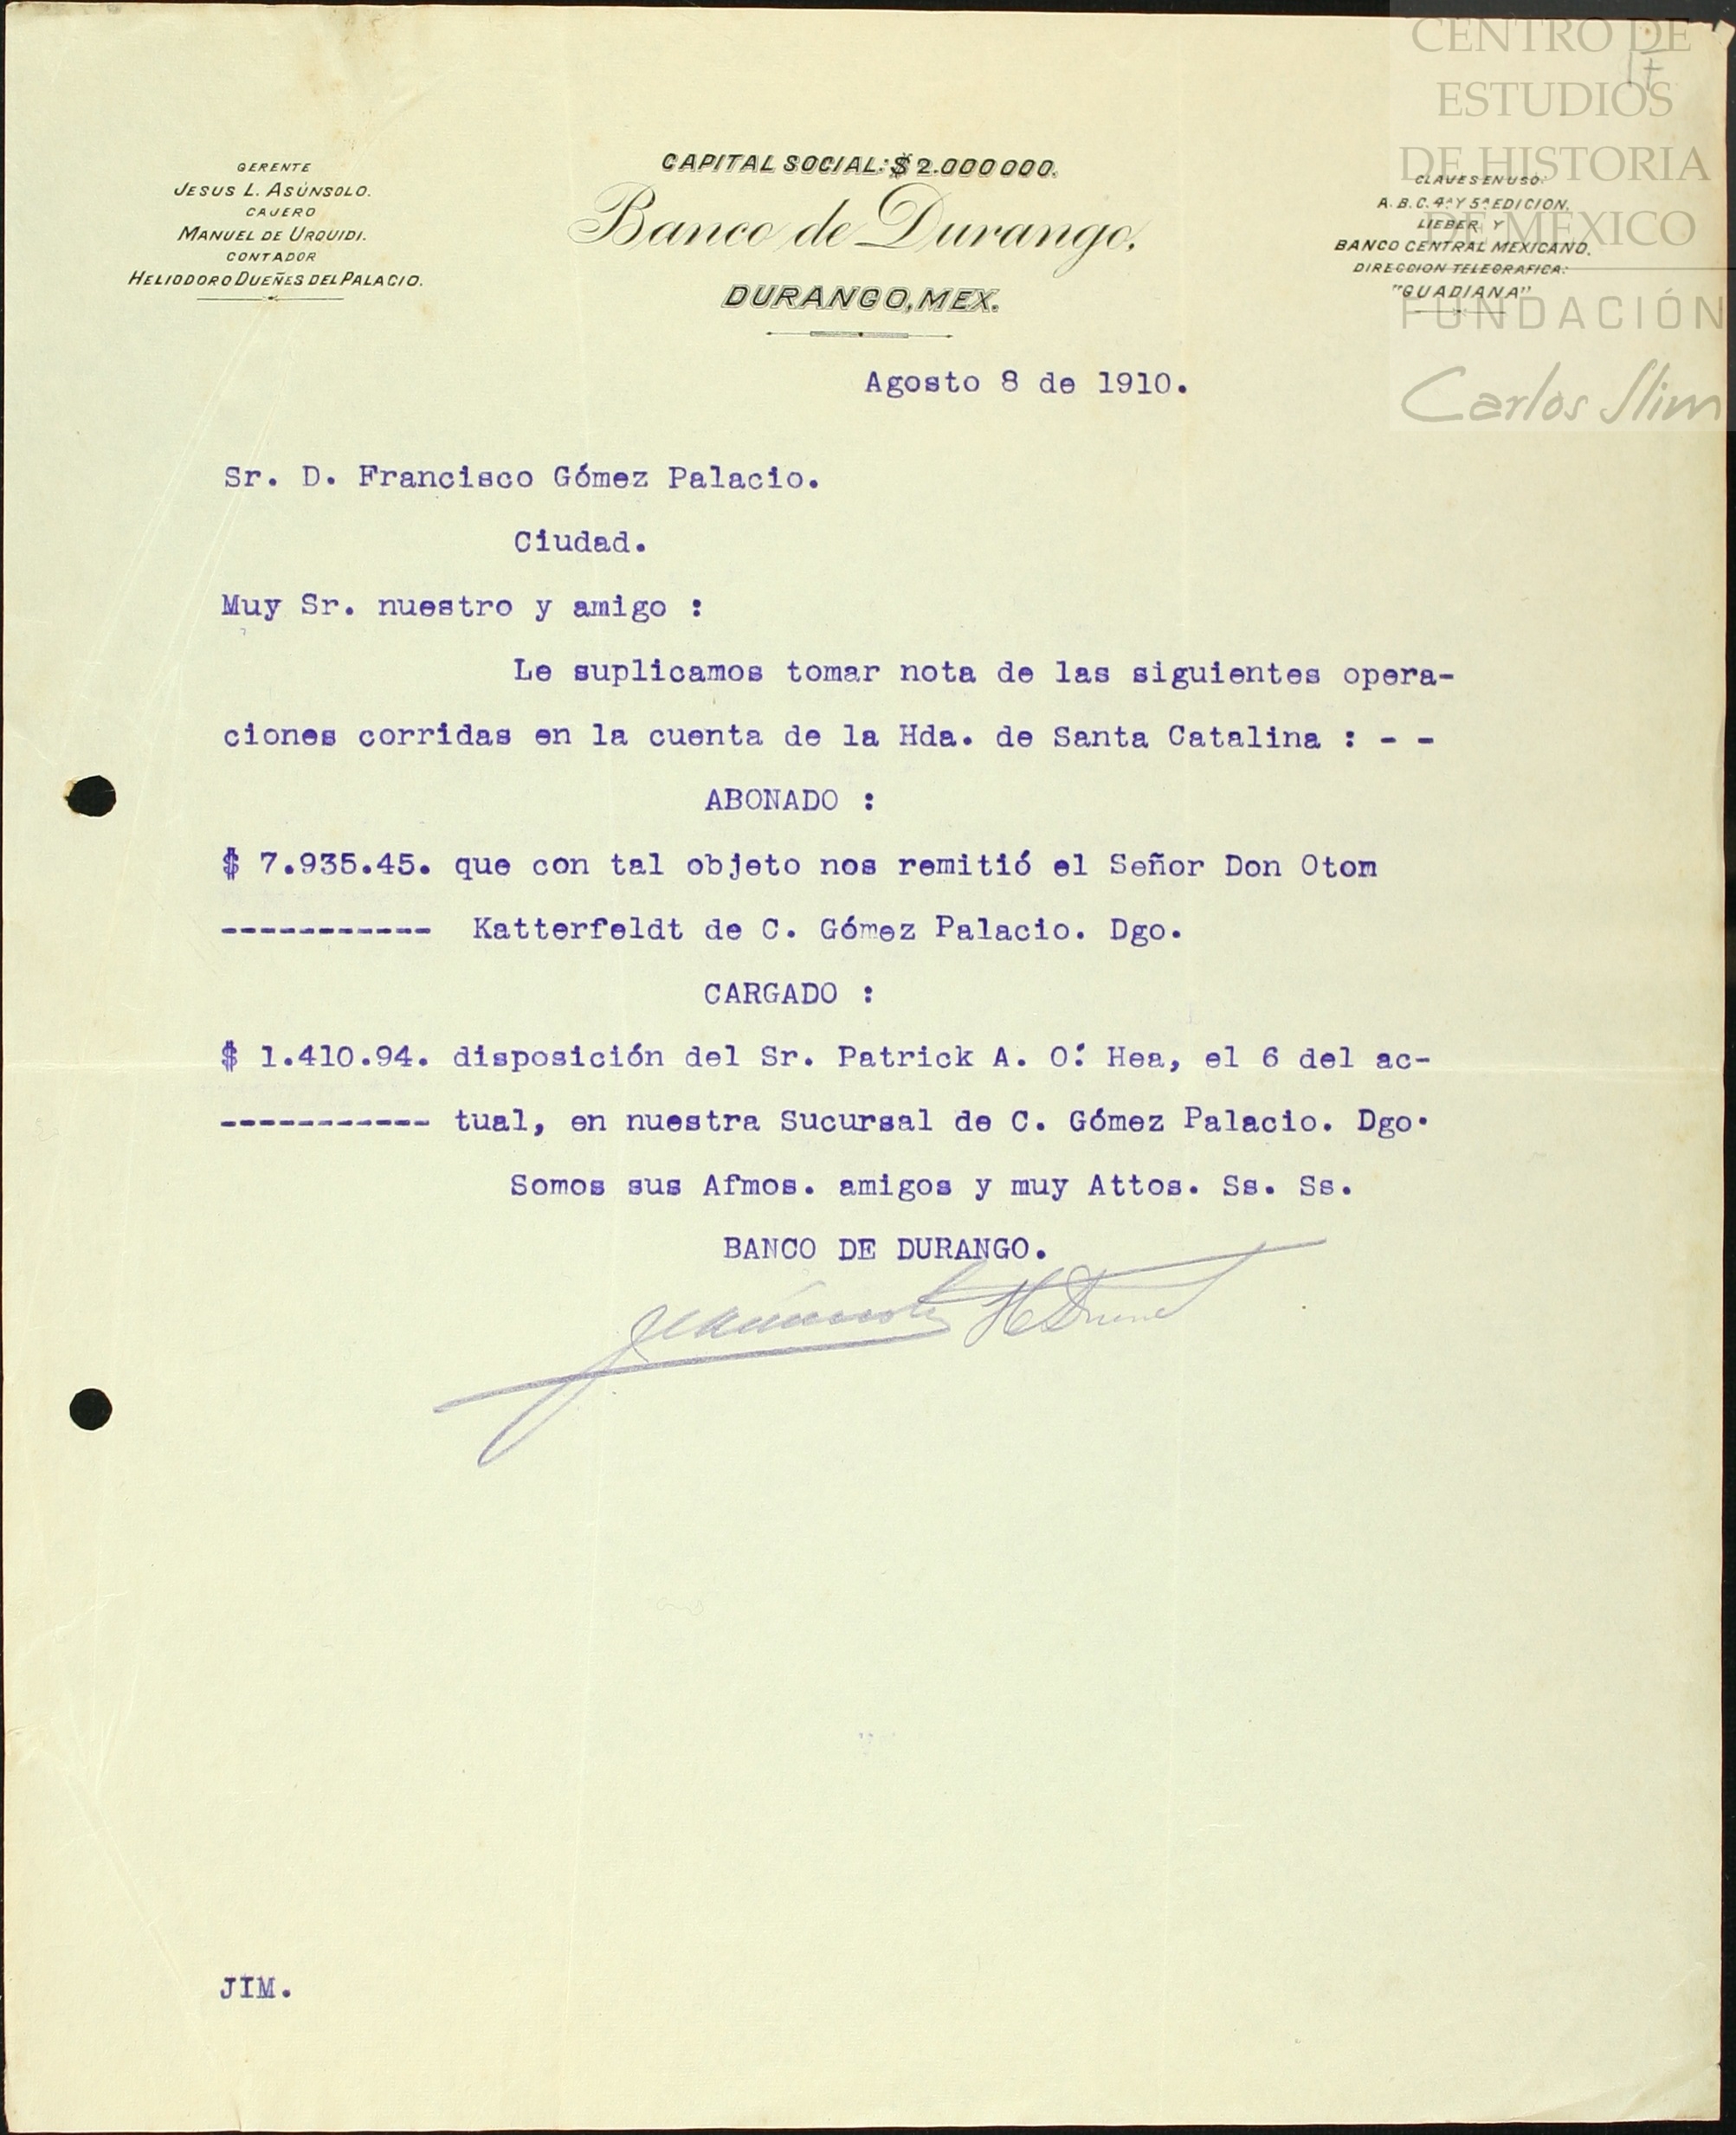 CENTRO DE
ESTUDIOS
DE HISTORIA
DE MÉXICO
FUNDACIÓN
Carlos Slim
17
GERENTE
JESUS L. ASÚNSOLO.
CAJERO
MANUEL DE URQUIDI.
CONTADOR
HELIODORO DUEÑES DEL PALACIO.
CAPITAL SOCIAL: $ 2.000000.
Banco de Durango.
DURANGO, MEX.
CLAVES EN USO:
A. B. C. 4ª Y 5ª EDICION,
LIEBER Y
BANCO CENTRAL MEXICANO.
DIRECCION TELEGRAFICA:
"GUADIANA"
Agosto 8 de 1910.
Sr. D. Francisco Gómez Palacio.
Ciudad.
Muy Sr. nuestro y amigo :
Le suplicamos tomar nota de las siguientes opera-
ciones corridas en la cuenta de la Hda. de Santa Catalina : - -
ABONADO :
$ 7.935.45. que con tal objeto nos remitió el Señor Don Otom
----------- Katterfeldt de C. Gómez Palacio. Dgo.
CARGADO :
$ 1.410.94. disposición del Sr. Patrick A. O.' Hea, el 6 del ac-
----------- tual, en nuestra Sucursal de C. Gómez Palacio. Dgo.
Somos sus Afmos. amigos y muy Attos. Ss. Ss.
BANCO DE DURANGO.
JIM.